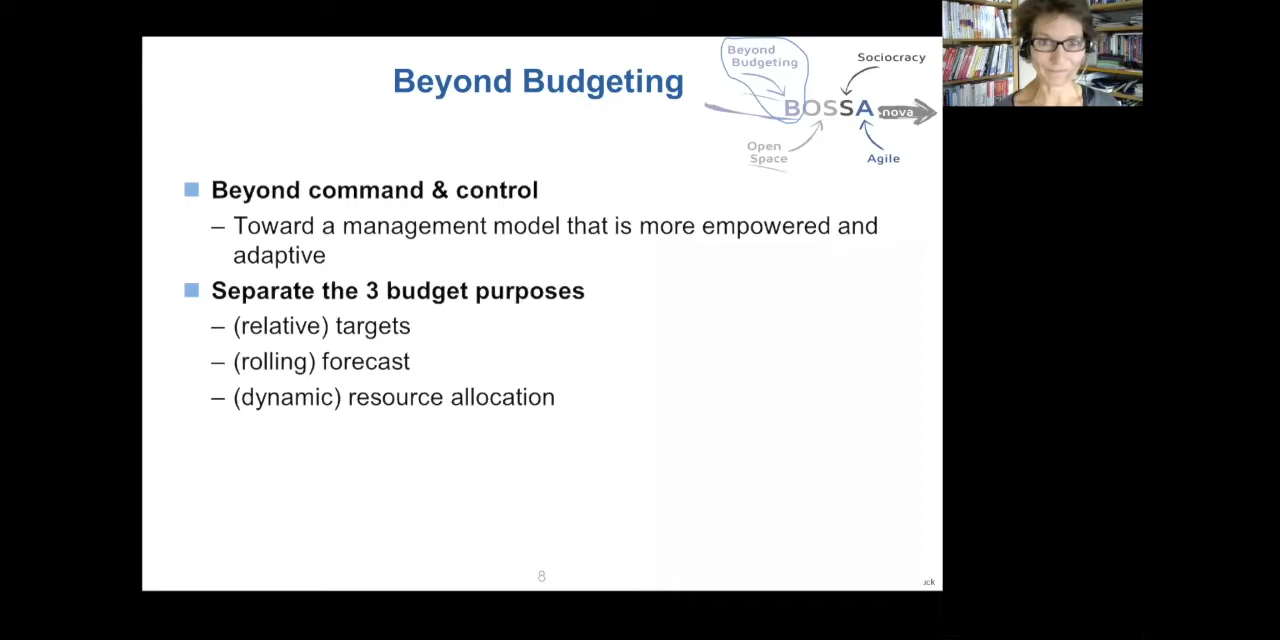 Beyond Budgeting
Beyond
Budgeting
Sociocracy
BOSSA nova
Open
Space
Agile
Beyond command & control
– Toward a management model that is more empowered and
adaptive
Separate the 3 budget purposes
– (relative) targets
– (rolling) forecast
– (dynamic) resource allocation
8